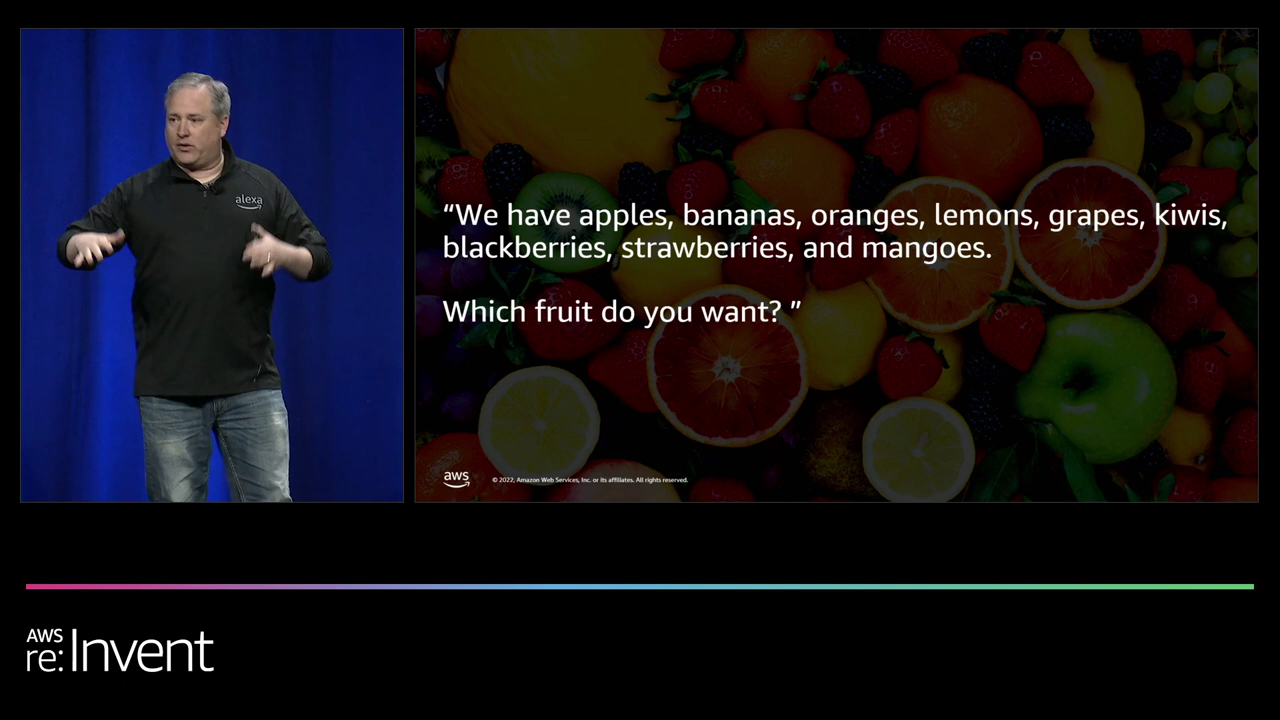 alexa
“We have apples, bananas, oranges, lemons, grapes, kiwis,
blackberries, strawberries, and mangoes.
Which fruit do you want? ”
aws
© 2022, Amazon Web Services, Inc. or its affiliates. All rights reserved.
AWS
re:Invent